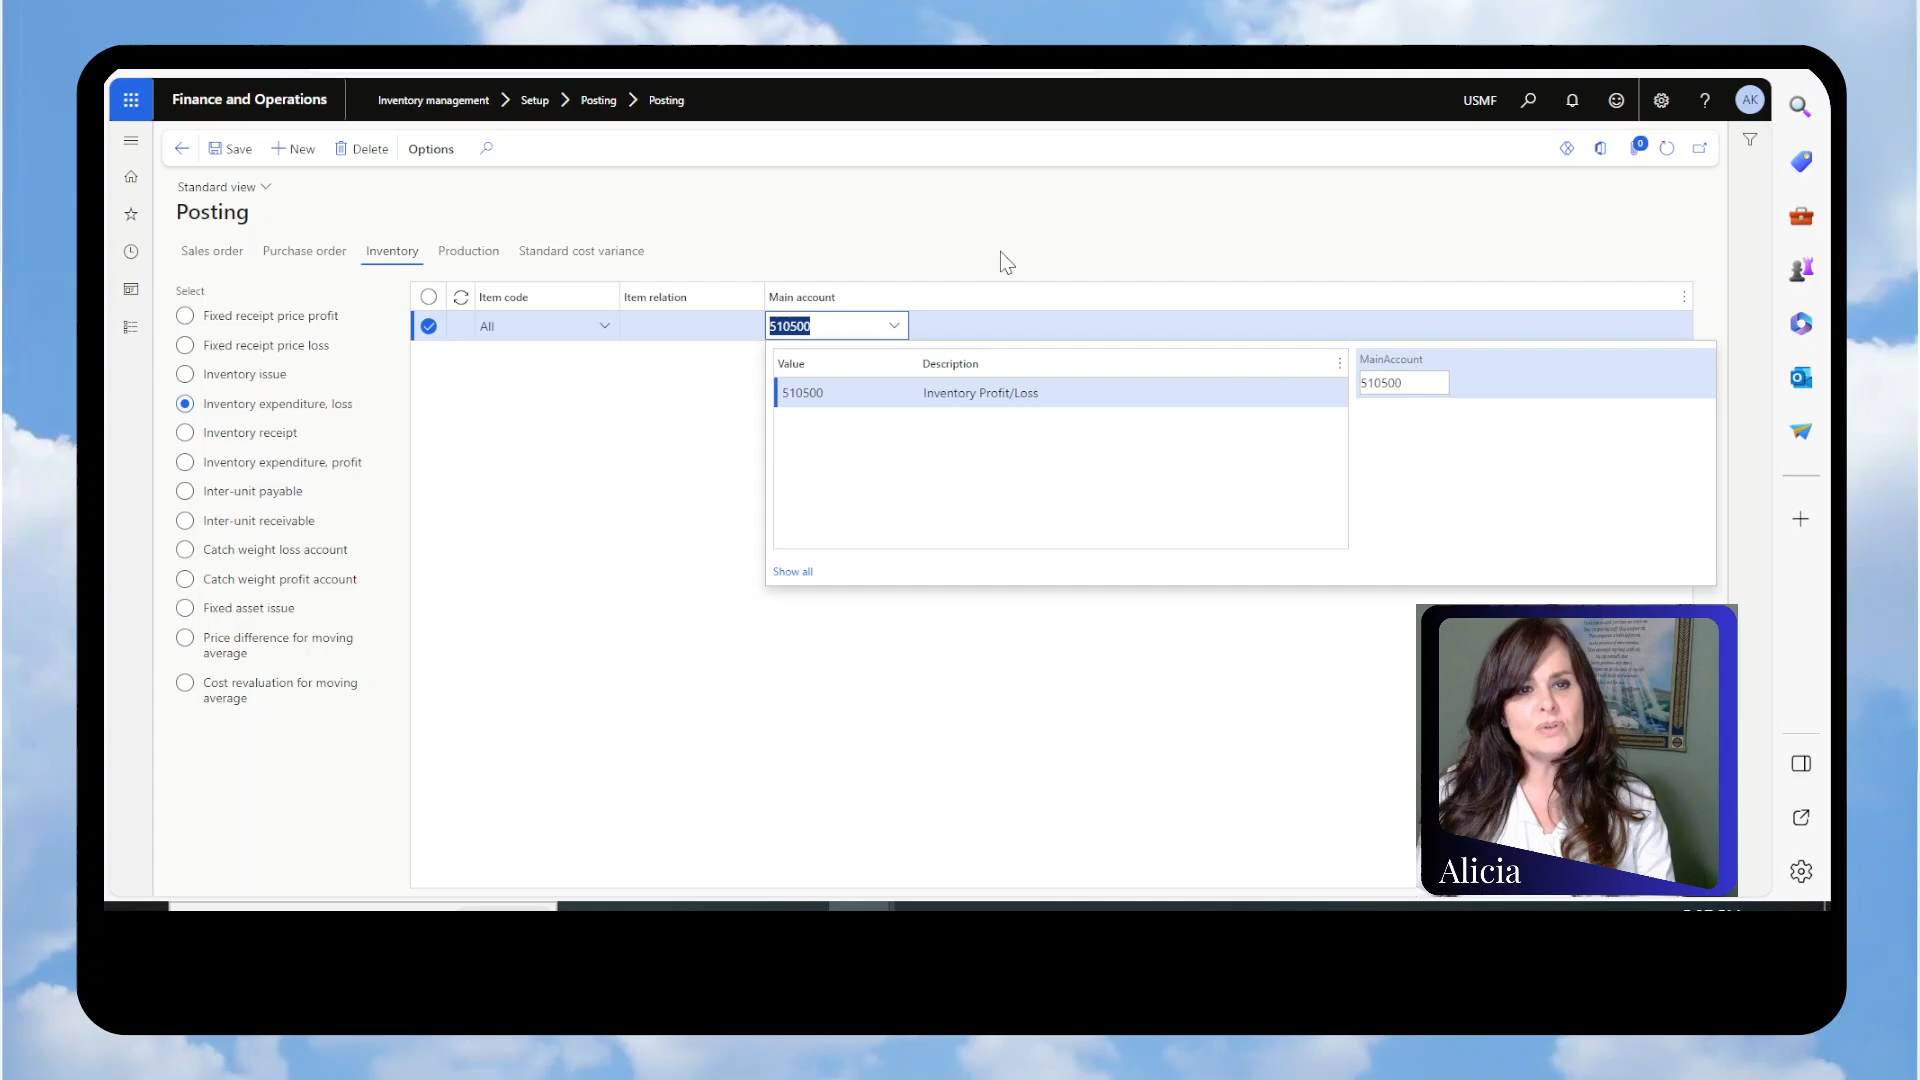 Finance and Operations
Inventory management
Setup
Posting
Posting
USMF
?
AK
Save
New
Delete
Options
0
Standard view
Posting
Sales order
Purchase order
Inventory
Production
Standard cost variance
Select
Fixed receipt price profit
Fixed receipt price loss
Inventory issue
Inventory expenditure, loss
Inventory receipt
Inventory expenditure, profit
Inter-unit payable
Inter-unit receivable
Catch weight loss account
Catch weight profit account
Fixed asset issue
Price difference for moving
average
Cost revaluation for moving
average
Item code
Item relation
Main account
All
510500
Value
Description
510500
Inventory Profit/Loss
Show all
MainAccount
510500
Alicia